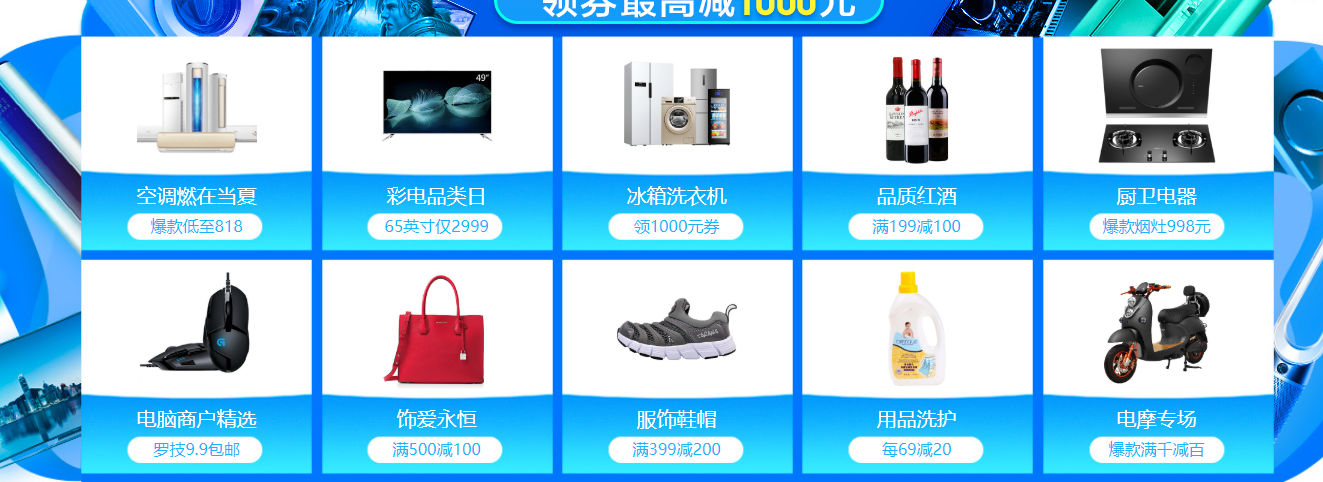 领券最高减1000元
49"
空调燃在当夏
彩电品类日
冰箱洗衣机
品质红酒
厨卫电器
爆款低至818
65英寸仅2999
领1000元券
满199减100
爆款烟灶998元
电脑商户精选
饰爱永恒
服饰鞋帽
用品洗护
电摩专场
罗技9.9包邮
满500减100
满399减200
每69减20
爆款满千减百